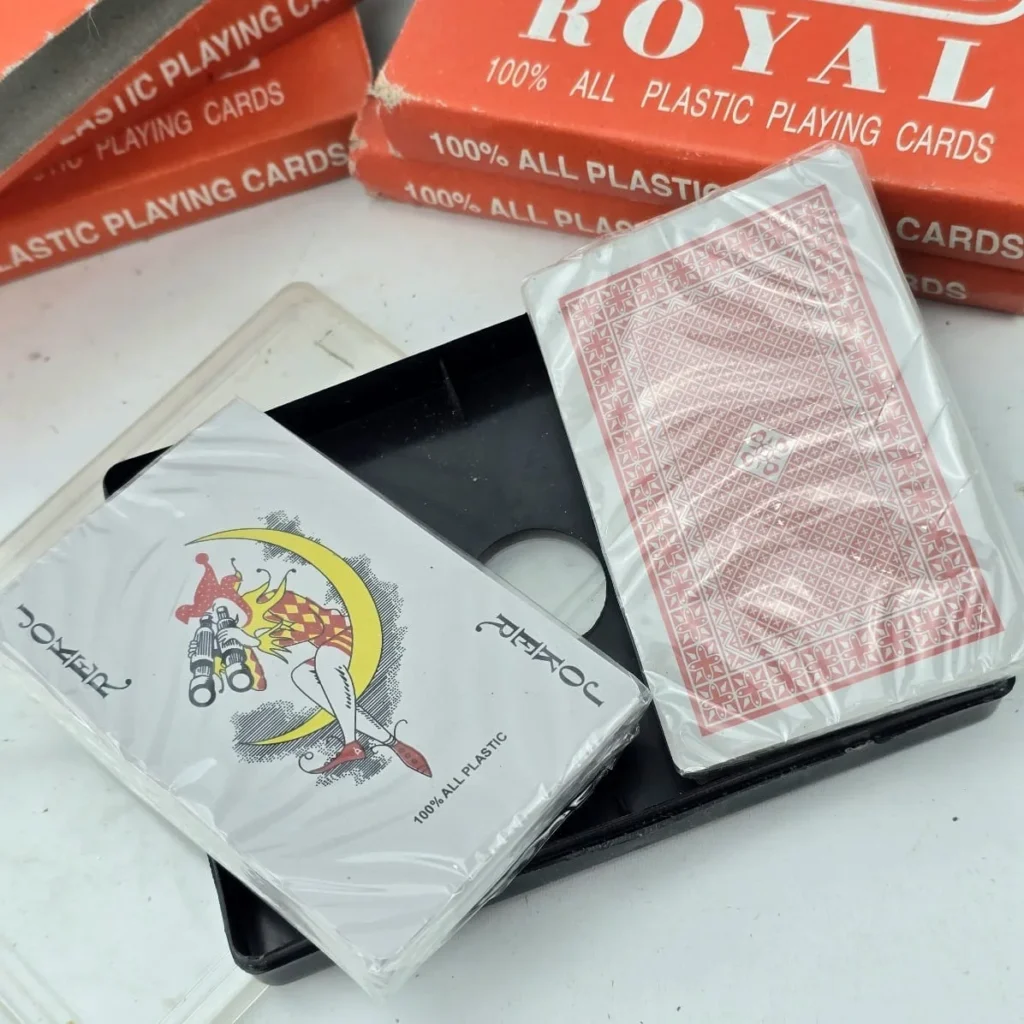 PLASTIC PLAYING CA
PLAYING CARDS
LASTIC PLAYING CARDS
ROYAL
100% ALL PLASTIC PLAYING CARDS
100% ALL PLASTIC CARDS
100% ALL PLAS RDS
JOKER
JOKER
100% ALL PLASTIC